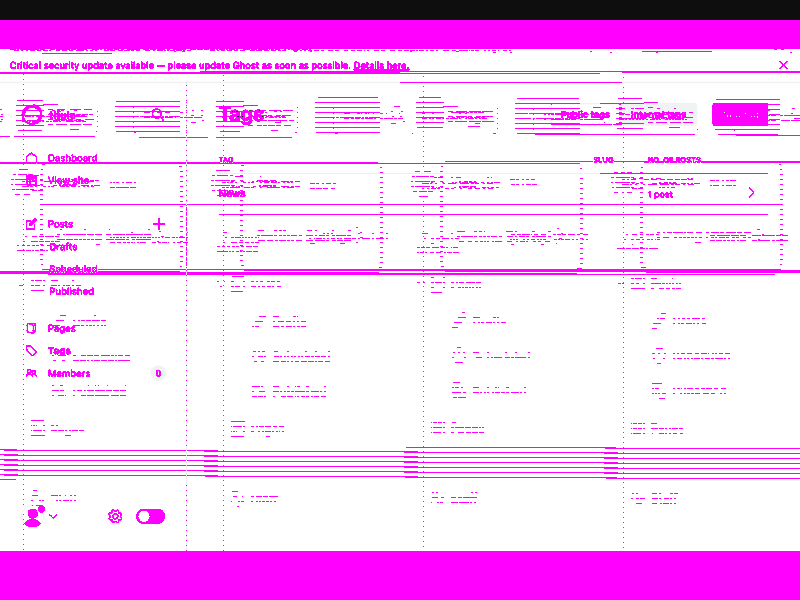 Critical security update available — please update Ghost as soon as possible. Details here.
Tags
Public tags
Internal tags
Dashboard
TAG
SLUG
NO. OF POSTS
View site
News
1 post
Posts
Drafts
Scheduled
Published
Pages
Tags
Members
0